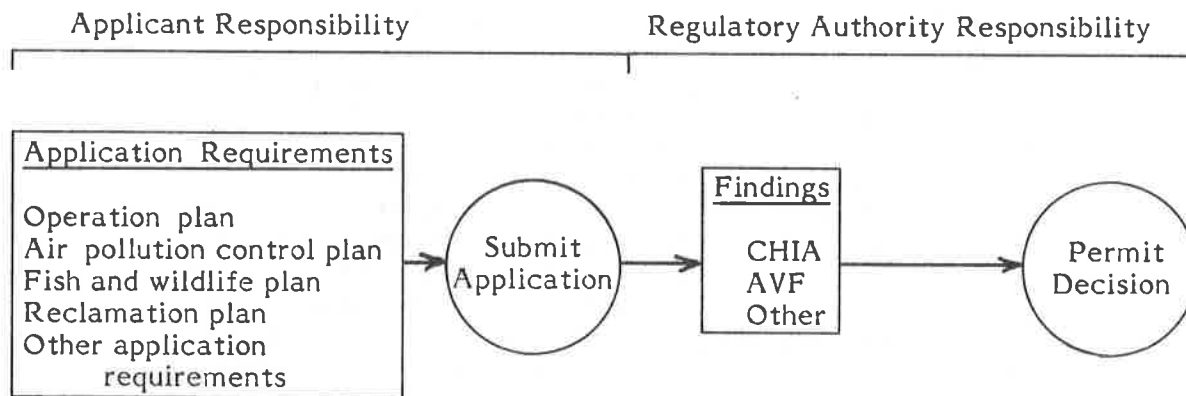 Applicant Responsibility
Regulatory Authority Responsibility
Application Requirements
Operation plan
Air pollution control plan
Fish and wildlife plan
Reclamation plan
Other application
requirements
Submit
Application
Findings
CHIA
AVF
Other
Permit
Decision